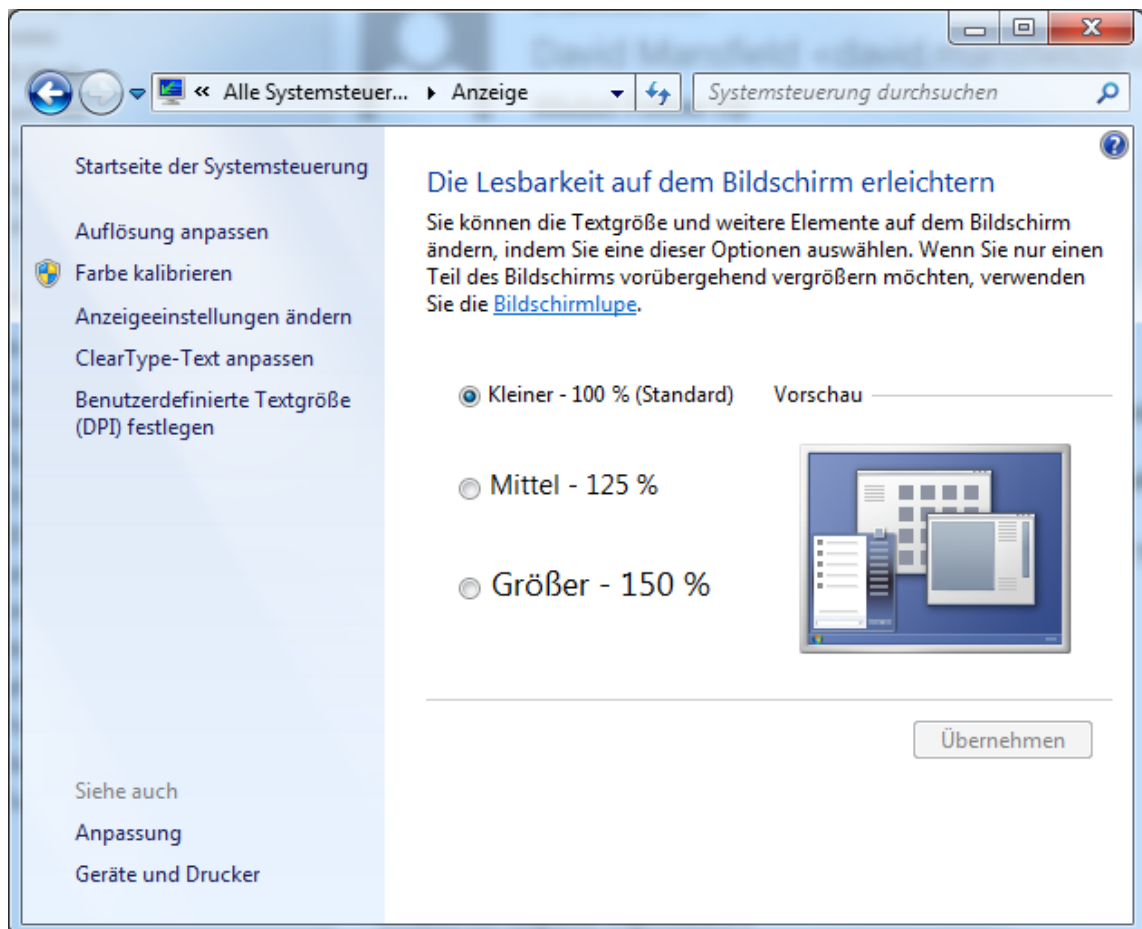 Alle Systemsteuer... Anzeige
Systemsteuerung durchsuchen
Startseite der Systemsteuerung
Auflösung anpassen
Farbe kalibrieren
Anzeigeeinstellungen ändern
ClearType-Text anpassen
Benutzerdefinierte Textgröße
(DPI) festlegen
Siehe auch
Anpassung
Geräte und Drucker
Die Lesbarkeit auf dem Bildschirm erleichtern
Sie können die Textgröße und weitere Elemente auf dem Bildschirm
ändern, indem Sie eine dieser Optionen auswählen. Wenn Sie nur einen
Teil des Bildschirms vorübergehend vergrößern möchten, verwenden
Sie die Bildschirmlupe.
Kleiner - 100 % (Standard)
Vorschau
Mittel - 125 %
Größer - 150 %
Übernehmen